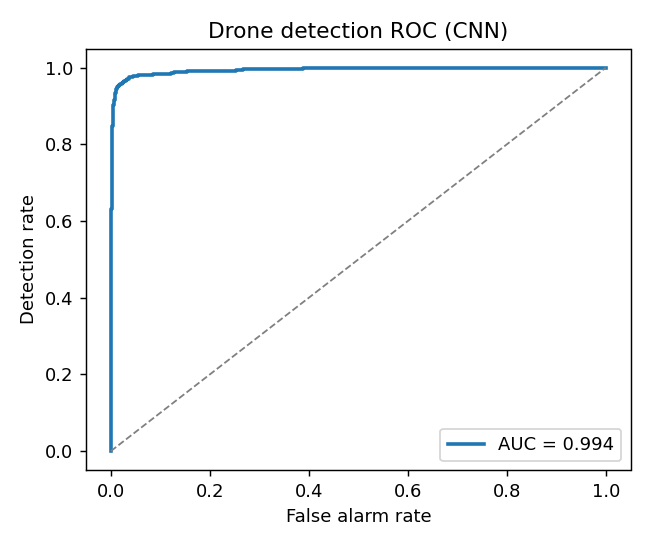 Drone detection ROC (CNN)
1.0
0.8
0.6
0.4
0.2
0.0
Detection rate
AUC = 0.994
0.0 0.2 0.4 0.6 0.8 1.0
False alarm rate